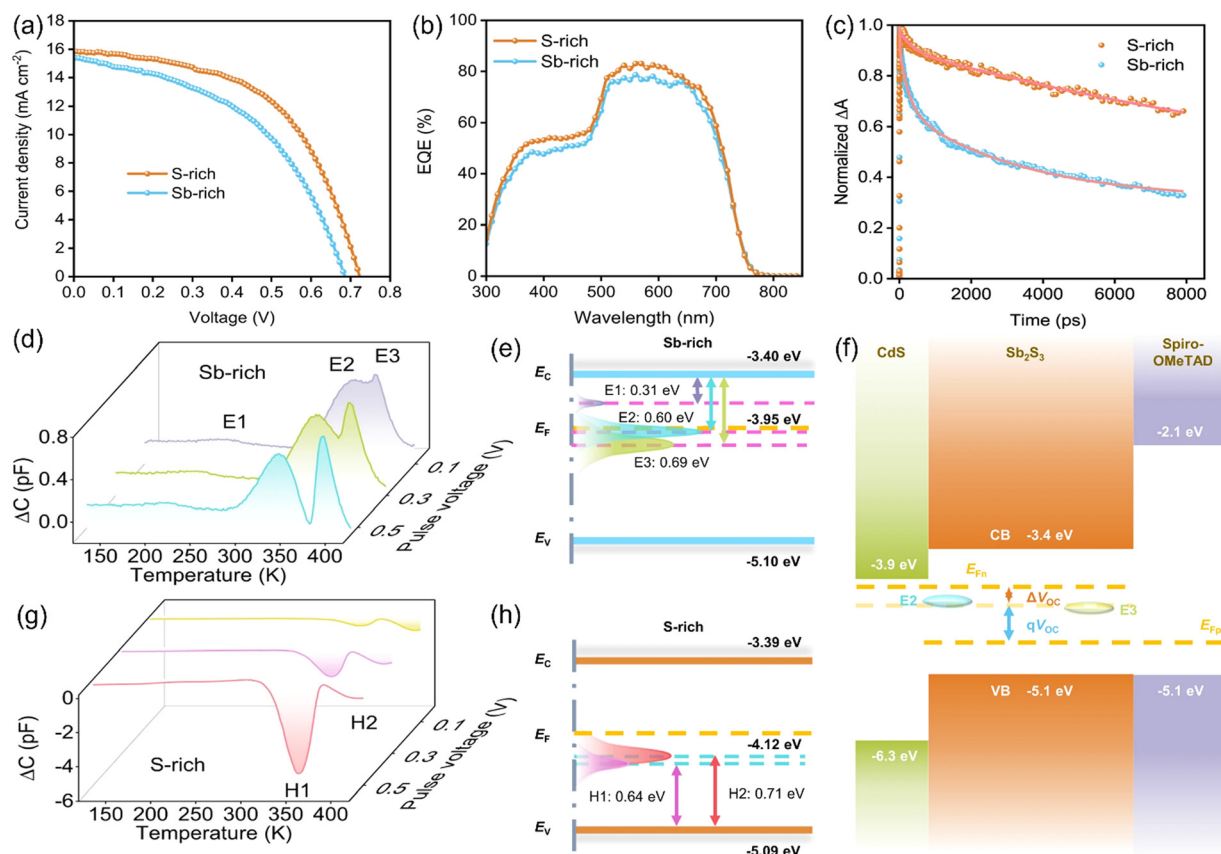 (a)
18
16
14
12
10
8
6
4
2
0
Current density (mA cm⁻²)
S-rich
Sb-rich
0.0 0.1 0.2 0.3 0.4 0.5 0.6 0.7 0.8
Voltage (V)
(b)
100
80
60
40
20
0
EQE (%)
S-rich
Sb-rich
300 400 500 600 700 800
Wavelength (nm)
(c)
1.0
0.8
0.6
0.4
0.2
0.0
Normalized ΔA
S-rich
Sb-rich
0 2000 4000 6000 8000
Time (ps)
(d)
Sb-rich
E1
E2
E3
0.8
0.4
0.0
ΔC (pF)
150 200 250 300 350 400
Temperature (K)
0.1
0.3
0.5
Pulse voltage (V)
(e)
Sb-rich
-3.40 eV
EC
E1: 0.31 eV
E2: 0.60 eV
-3.95 eV
EF
E3: 0.69 eV
EV
-5.10 eV
(f)
CdS
Sb₂S₃
Spiro-
OMeTAD
-2.1 eV
CB -3.4 eV
-3.9 eV
EFn
E2
ΔVOC
E3
qVOC
EFp
VB -5.1 eV
-5.1 eV
-6.3 eV
(g)
0
-2
-4
-6
ΔC (pF)
S-rich
H1
H2
150 200 250 300 350 400
Temperature (K)
0.1
0.3
0.5
Pulse voltage (V)
(h)
S-rich
-3.39 eV
EC
EF
-4.12 eV
H1: 0.64 eV
H2: 0.71 eV
EV
-5.09 eV